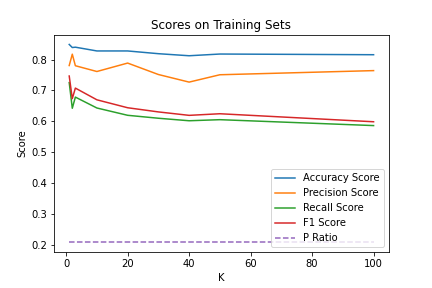 Scores on Training Sets
Score
0.8
0.7
0.6
0.5
0.4
0.3
0.2
Accuracy Score
Precision Score
Recall Score
F1 Score
P Ratio
0 20 40 60 80 100
K